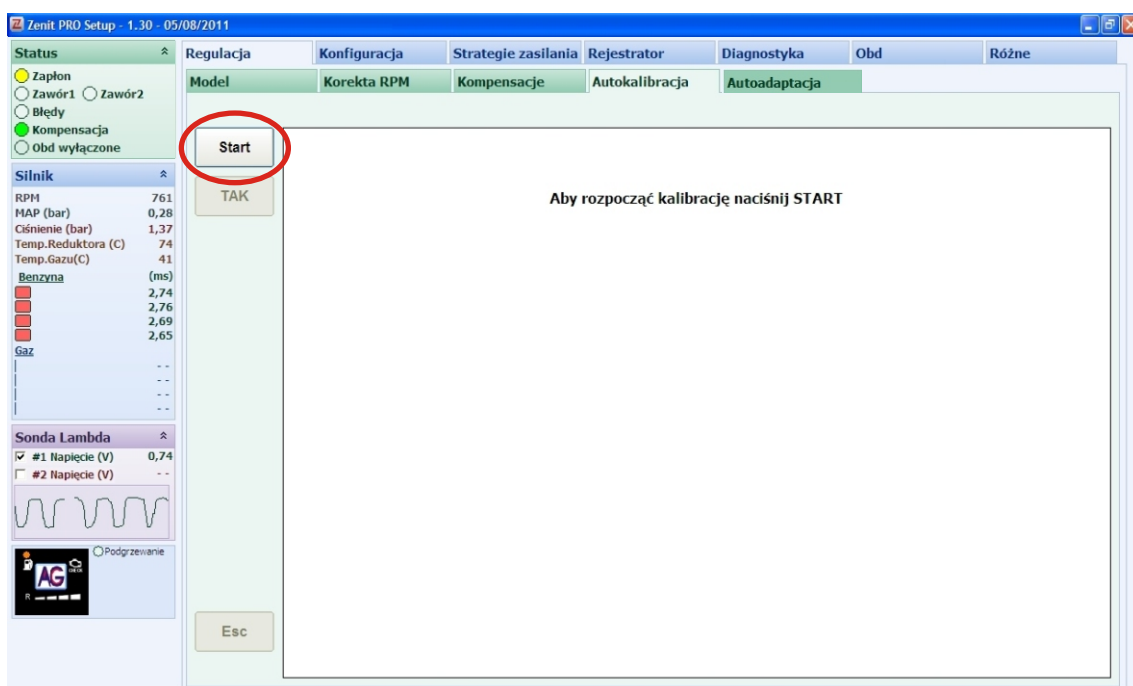 Zenit PRO Setup - 1.30 - 05/08/2011
Status
Zapłon
Zawór1 Zawór2
Błędy
Kompensacja
Obd wyłączone
Silnik
RPM 761
MAP (bar) 0,28
Ciśnienie (bar) 1,37
Temp.Reduktora (C) 74
Temp.Gazu(C) 41
Benzyna (ms)
2,74
2,76
2,69
2,65
Gaz
- -
- -
- -
- -
Sonda Lambda
#1 Napięcie (V) 0,74
#2 Napięcie (V) - -
Podgrzewanie
AG
R
Regulacja Konfiguracja Strategie zasilania Rejestrator Diagnostyka Obd Różne
Model Korekta RPM Kompensacje Autokalibracja Autoadaptacja
Start
TAK
Aby rozpocząć kalibrację naciśnij START
Esc